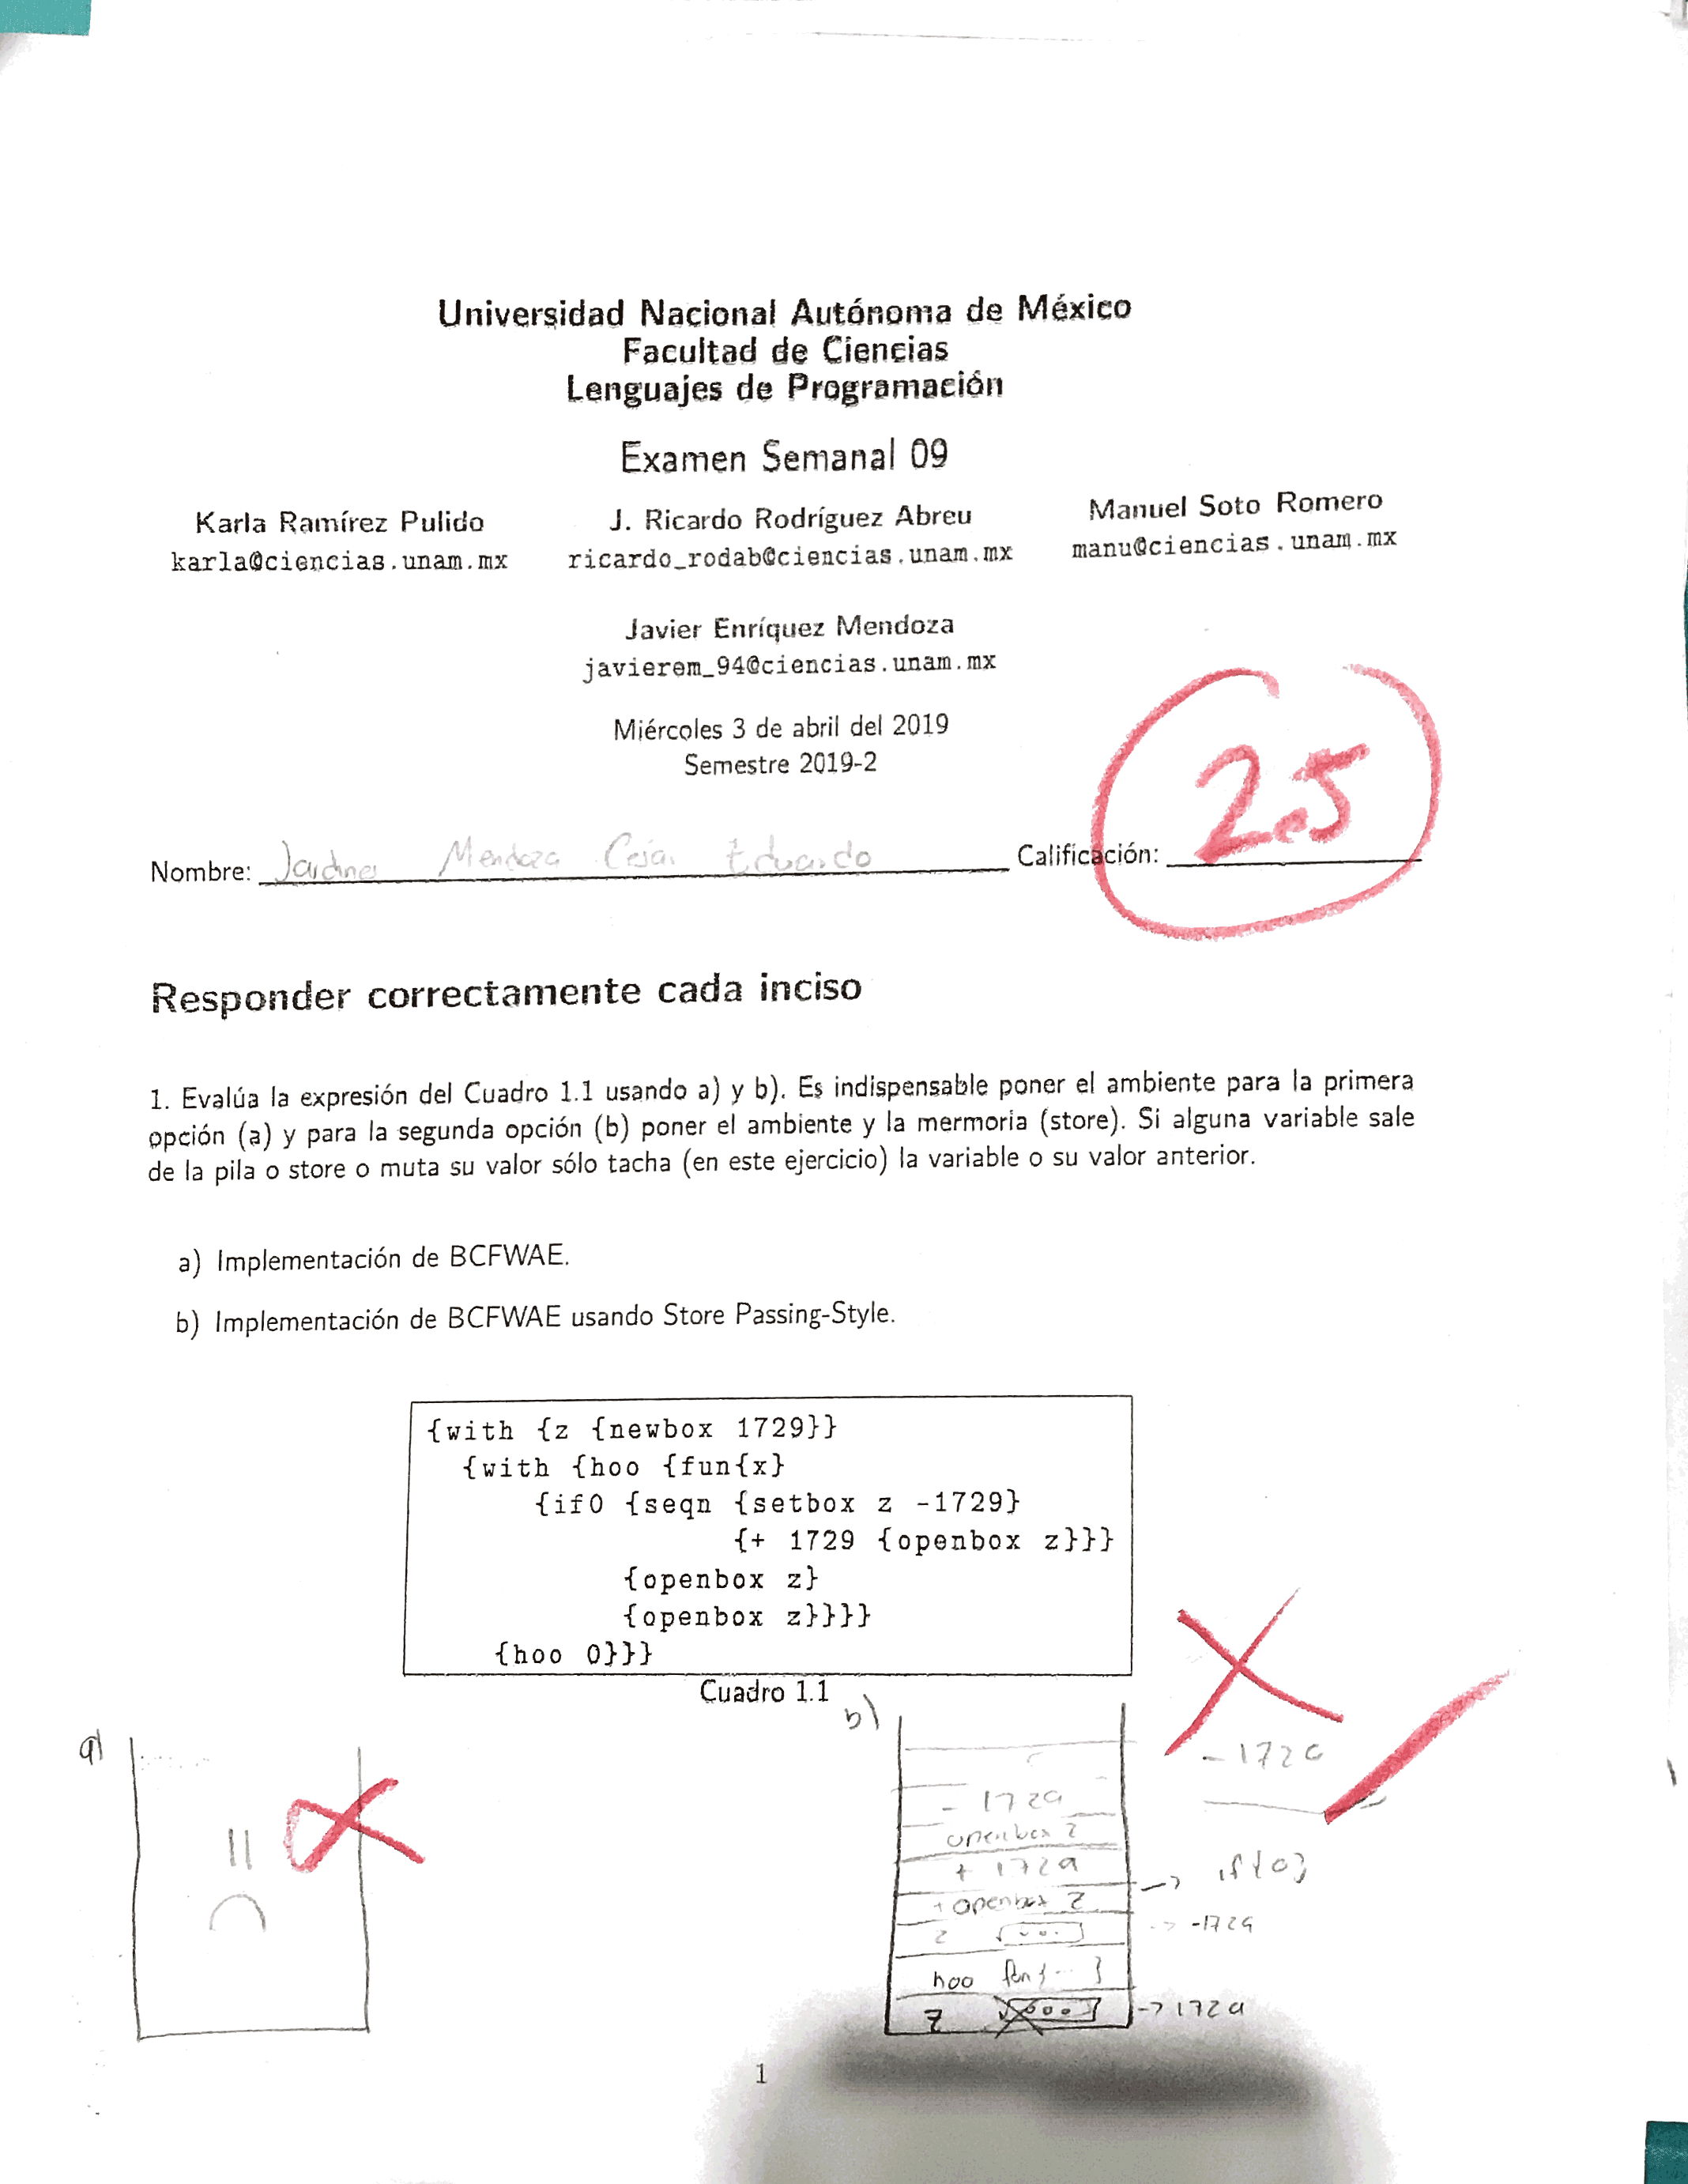 Universidad Nacional Autónoma de México
Facultad de Ciencias
Lenguajes de Programación
Examen Semanal 09
Karla Ramírez Pulido J. Ricardo Rodríguez Abreu Manuel Soto Romero
karla@ciencias.unam.mx ricardo_rodab@ciencias.unam.mx manu@ciencias.unam.mx
Javier Enríquez Mendoza
javierem_94@ciencias.unam.mx
Miércoles 3 de abril del 2019
Semestre 2019-2
Nombre: Mendoza Eduardo Calificación: 2.5
Responder correctamente cada inciso
1. Evalúa la expresión del Cuadro 1.1 usando a) y b). Es indispensable poner el ambiente para la primera
opción (a) y para la segunda opción (b) poner el ambiente y la mermoria (store). Si alguna variable sale
de la pila o store o muta su valor sólo tacha (en este ejercicio) la variable o su valor anterior.
a) Implementación de BCFWAE.
b) Implementación de BCFWAE usando Store Passing-Style.
{with {z {newbox 1729}}
{with {hoo {fun{x}
{if0 {seqn {setbox z -1729}
{+ 1729 {openbox z}}}
{openbox z}
{openbox z}}}}
{hoo 0}}}
Cuadro 1.1
a)
b)
-1729
- 1729
openbox z
+ 1729
-> if{0}
+ openbox z
z -> -1729
hoo fun{...}
z -> 1729
1